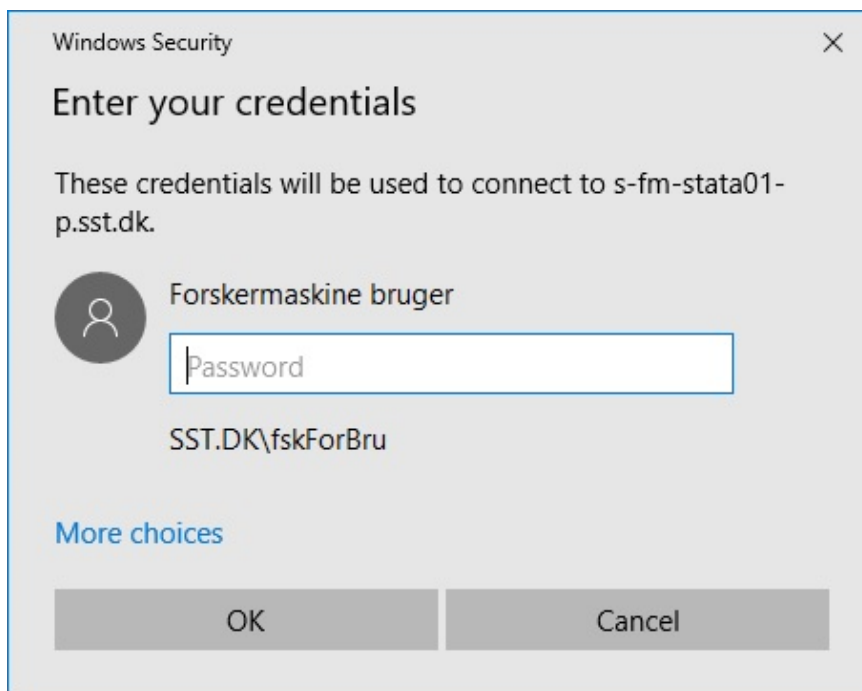 Windows Security
Enter your credentials
These credentials will be used to connect to s-fm-stata01-
p.sst.dk.
Forskermaskine bruger
Password
SST.DK\fskForBru
More choices
OK
Cancel